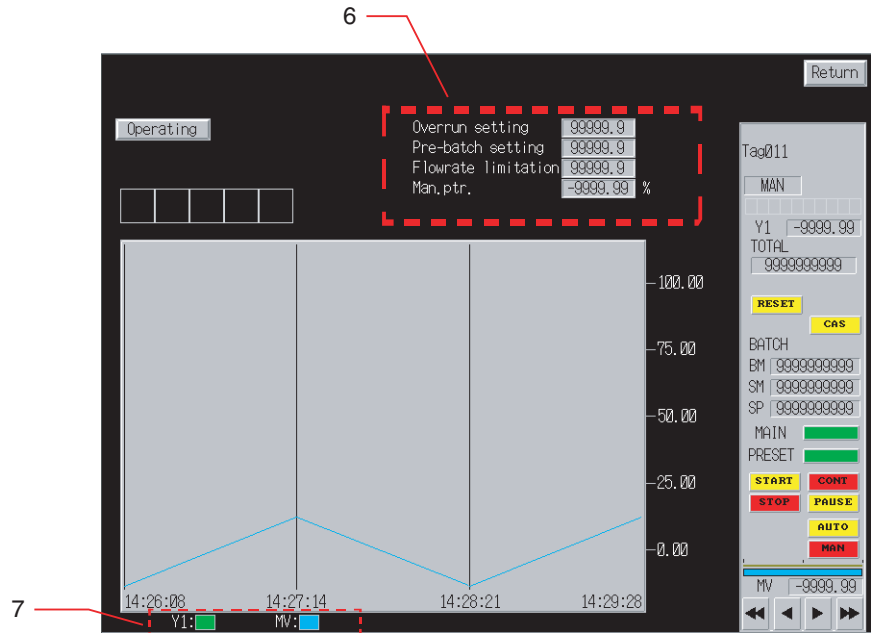 6
Return
Operating
Overrun setting 99999.9
Pre-batch setting 99999.9
Flowrate limitation 99999.9
Man.ptr. -9999.99 %
100.00
75.00
50.00
25.00
0.00
14:26:08 14:27:14 14:28:21 14:29:28
7
Y1: MV:
Tag011
MAN
Y1 -9999.99
TOTAL
9999999999
RESET
CAS
BATCH
BM 9999999999
SM 9999999999
SP 9999999999
MAIN
PRESET
START CONT
STOP PAUSE
AUTO
MAN
MV -9999.99